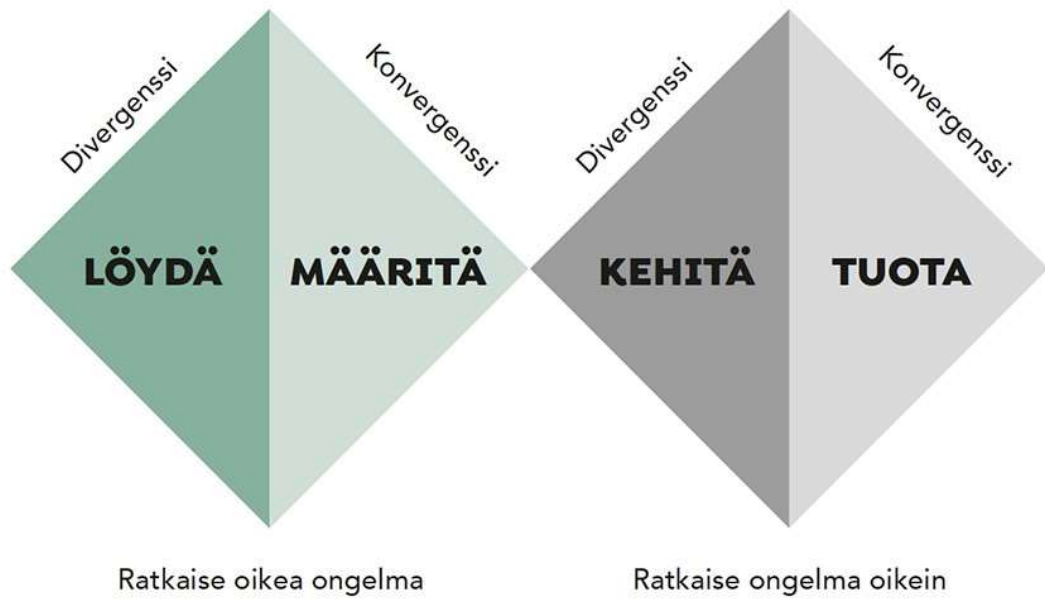 Divergenssi
Konvergenssi
LÖYDÄ
MÄÄRITÄ
Ratkaise oikea ongelma
Divergenssi
Konvergenssi
KEHITÄ
TUOTA
Ratkaise ongelma oikein